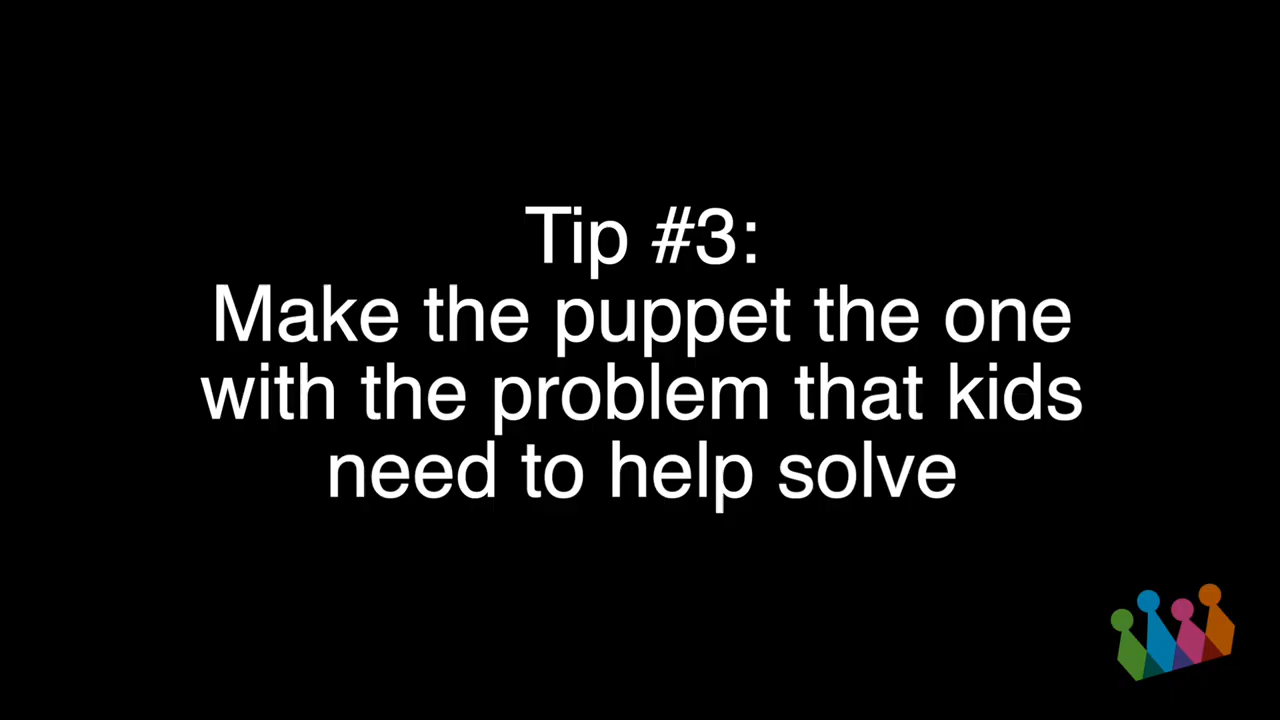 Tip #3:
Make the puppet the one
with the problem that kids
need to help solve